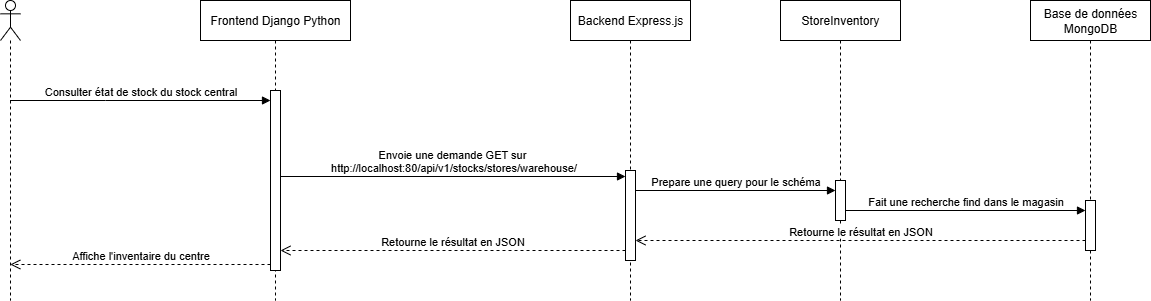 Frontend Django Python
Backend Express.js
StoreInventory
Base de données
MongoDB
Consulter état de stock du stock central
Envoie une demande GET sur
http://localhost:80/api/v1/stocks/stores/warehouse/
Prepare une query pour le schéma
Fait une recherche find dans le magasin
Retourne le résultat en JSON
Retourne le résultat en JSON
Affiche l'inventaire du centre